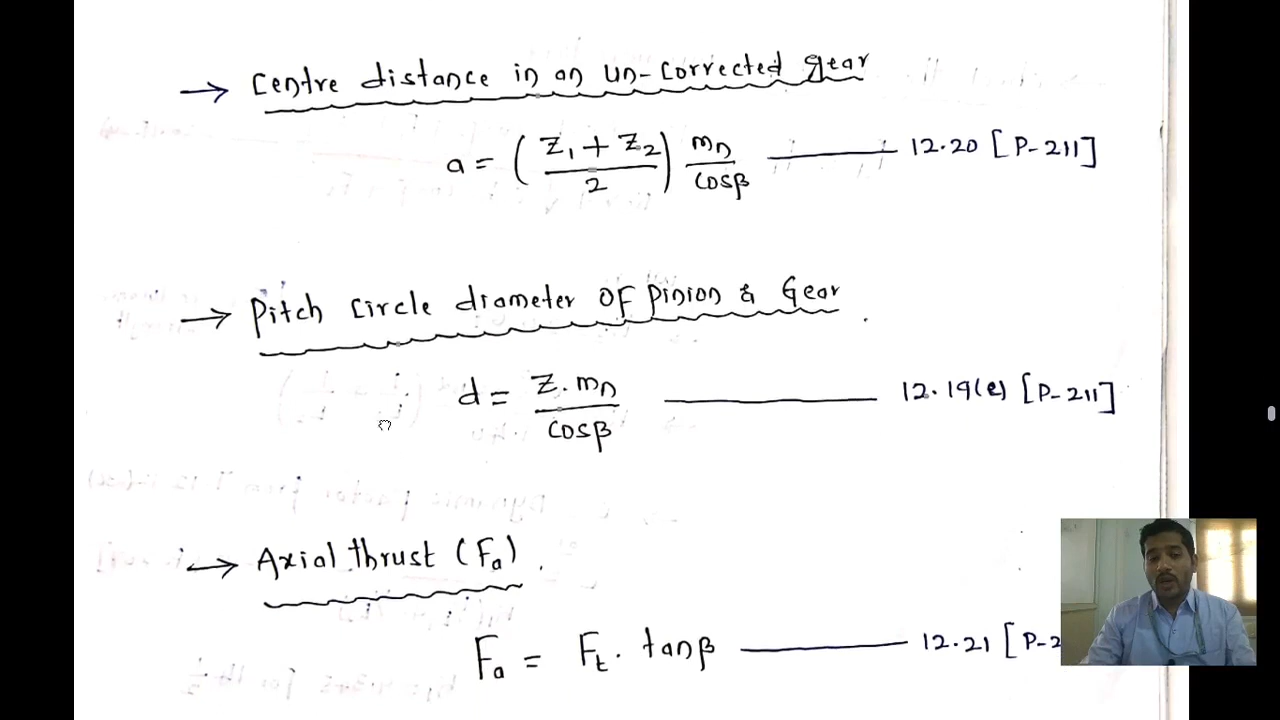 → Centre distance in an un-corrected gear
a = ( Z₁ + Z₂ / 2 ) mₙ / cosβ —— 12.20 [P-211]
→ Pitch circle diameter OF pinion & Gear
d = Z. mₙ / cosβ —— 12.19(e) [P-211]
→ Axial thrust (Fₐ)
Fₐ = Fₜ . tanβ —— 12.21 [P-2